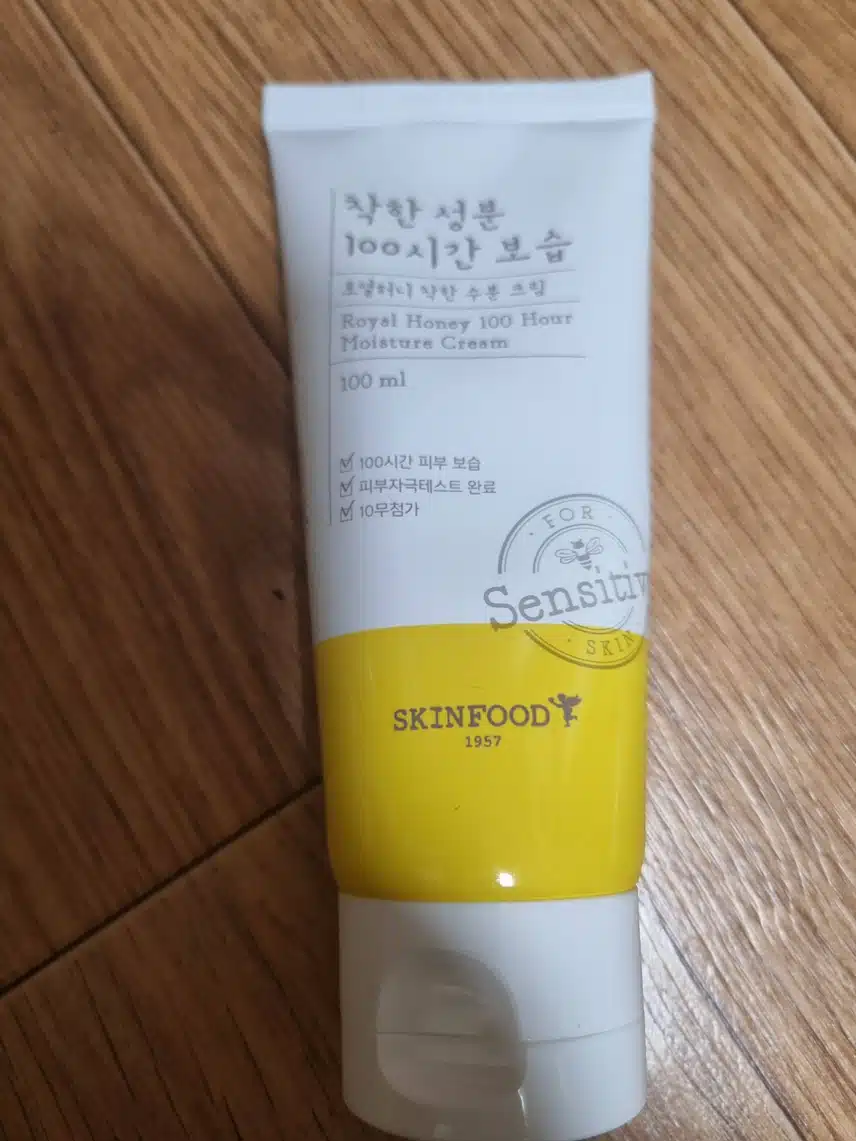 착한 성분
100시간 보습
로열허니 착한 수분 크림
Royal Honey 100 Hour
Moisture Cream
100 ml
100시간 피부 보습
피부자극테스트 완료
10무첨가
FOR
Sensitiv
SKIN
SKINFOOD
1957